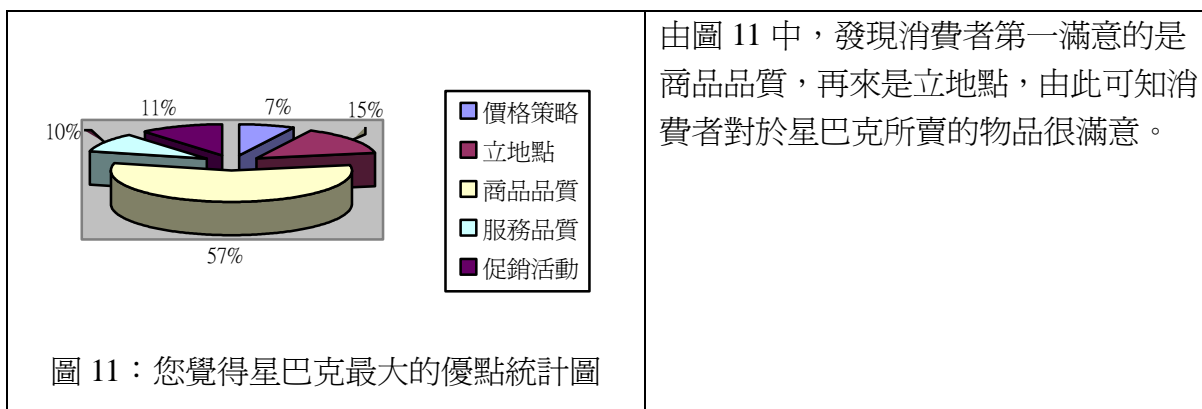 11%
7%
15%
10%
57%
價格策略
立地點
商品品質
服務品質
促銷活動
圖 11：您覺得星巴克最大的優點統計圖
由圖 11 中，發現消費者第一滿意的是
商品品質，再來是立地點，由此可知消
費者對於星巴克所賣的物品很滿意。